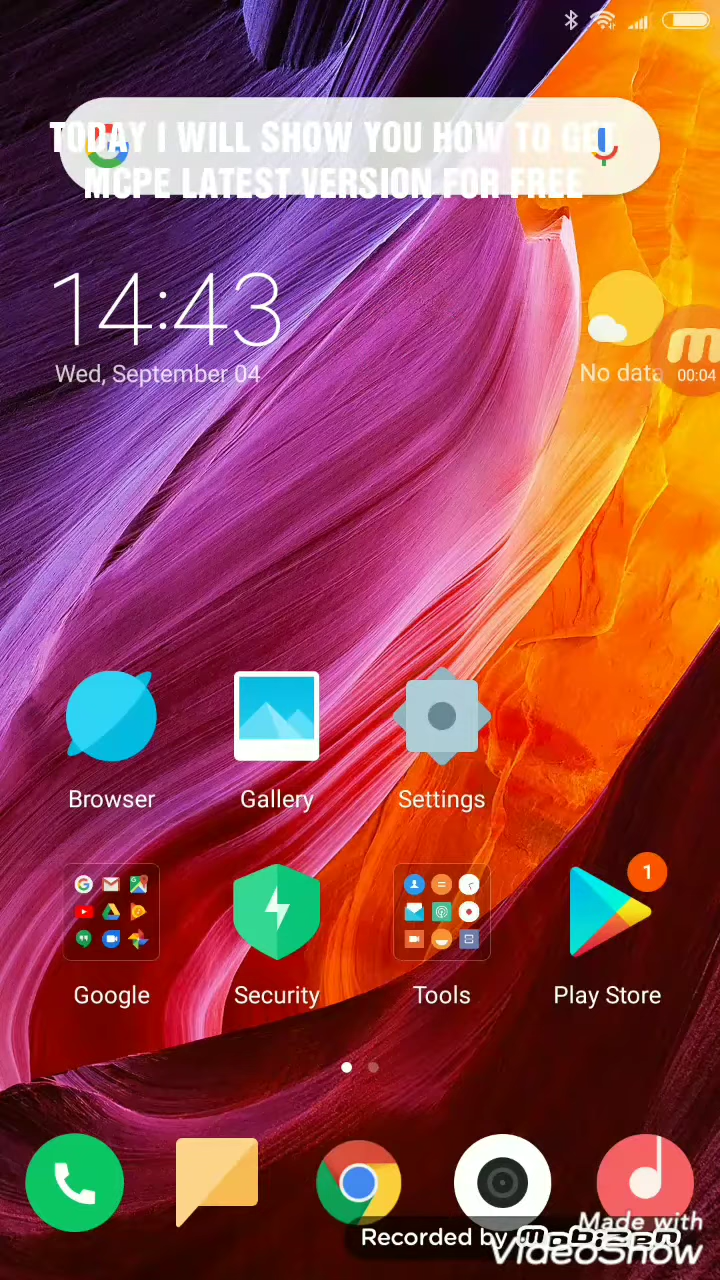 TODAY I WILL SHOW YOU HOW TO GET
MCPE LATEST VERSION FOR FREE
14:43
Wed, September 04
No data
00:04
Browser
Gallery
Settings
1
Google
Security
Tools
Play Store
Made with
Recorded by Mobizen
VideoShow